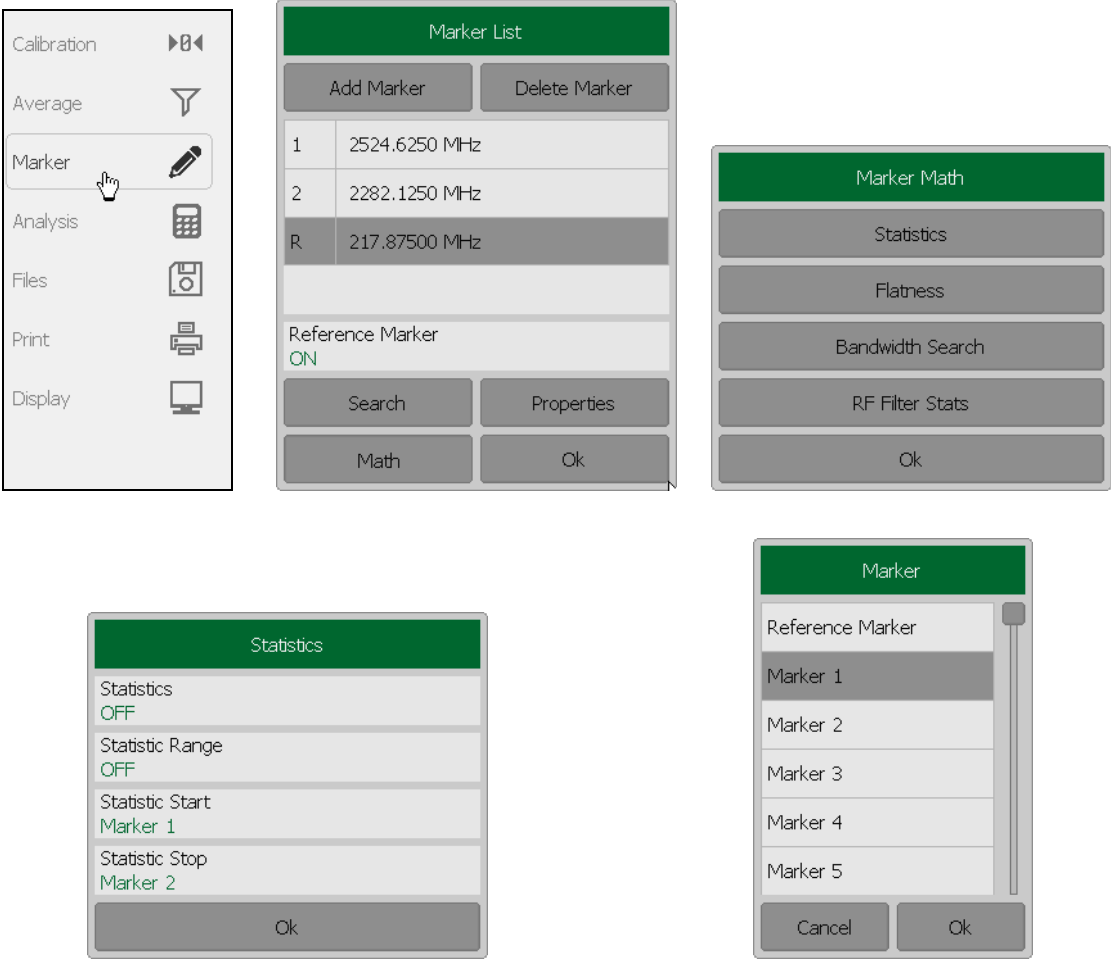 Calibration
Average
Marker
Analysis
Files
Print
Display
Marker List
Add Marker Delete Marker
1 2524.6250 MHz
2 2282.1250 MHz
R 217.87500 MHz
Reference Marker
ON
Search Properties
Math Ok
Marker Math
Statistics
Flatness
Bandwidth Search
RF Filter Stats
Ok
Statistics
Statistics
OFF
Statistic Range
OFF
Statistic Start
Marker 1
Statistic Stop
Marker 2
Ok
Marker
Reference Marker
Marker 1
Marker 2
Marker 3
Marker 4
Marker 5
Cancel Ok